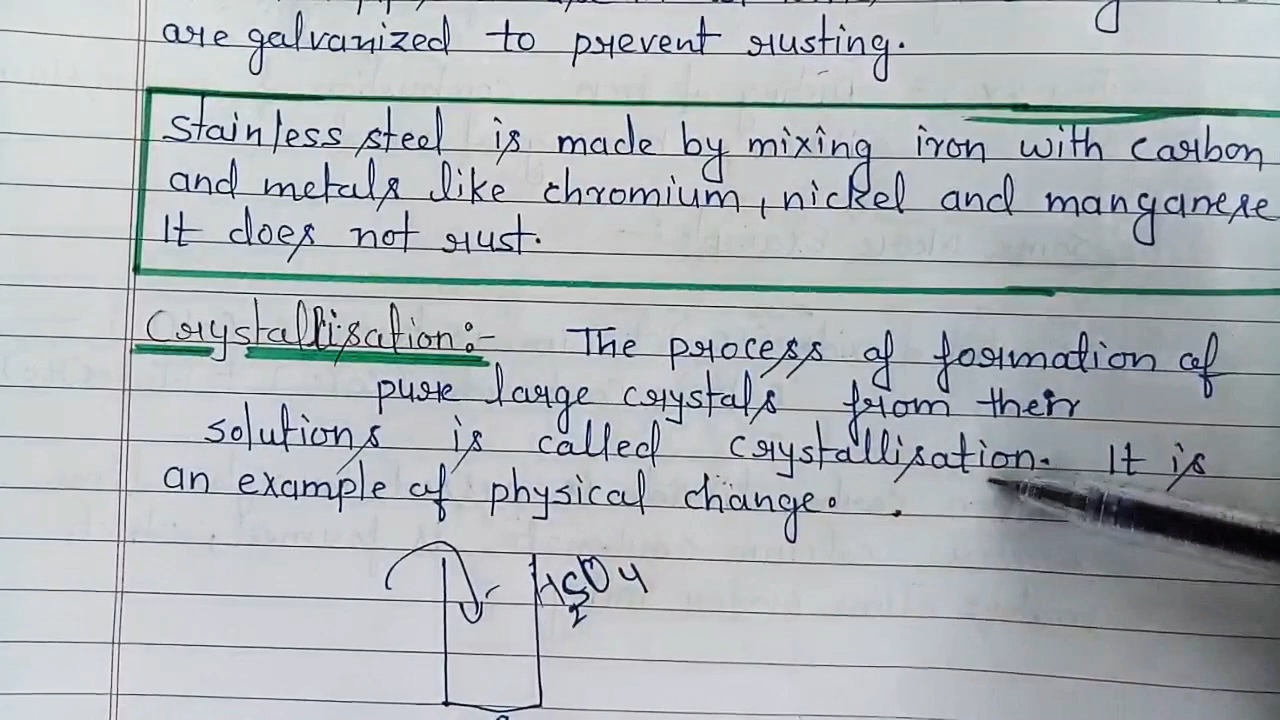 are galvanized to prevent rusting.
Stainless steel is made by mixing iron with carbon
and metals like chromium, nickel and manganese
It does not rust.
Crystallisation:- The process of formation of
pure large crystals from their
solutions is called crystallisation. It is
an example of physical change.
H2SO4